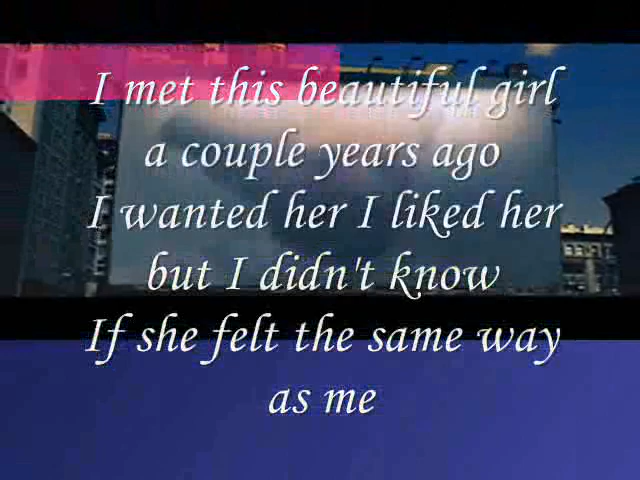 I met this beautiful girl
a couple years ago
I wanted her I liked her
but I didn't know
If she felt the same way
as me